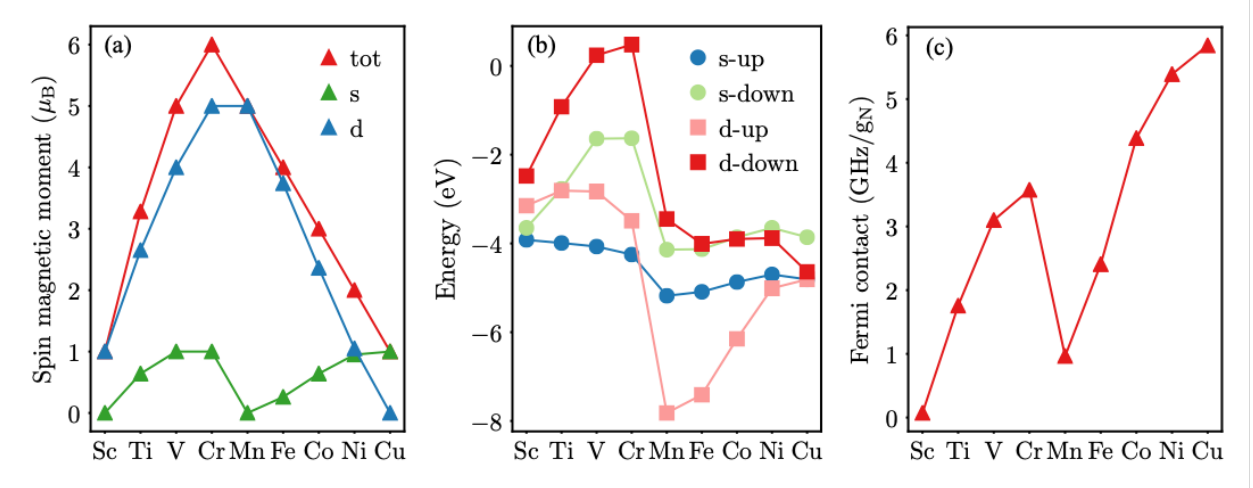 (a)
tot
s
d
Spin magnetic moment (μB)
6
5
4
3
2
1
0
Sc Ti V Cr Mn Fe Co Ni Cu
(b)
s-up
s-down
d-up
d-down
Energy (eV)
0
−2
−4
−6
−8
Sc Ti V Cr Mn Fe Co Ni Cu
(c)
Fermi contact (GHz/gN)
6
5
4
3
2
1
0
Sc Ti V Cr Mn Fe Co Ni Cu